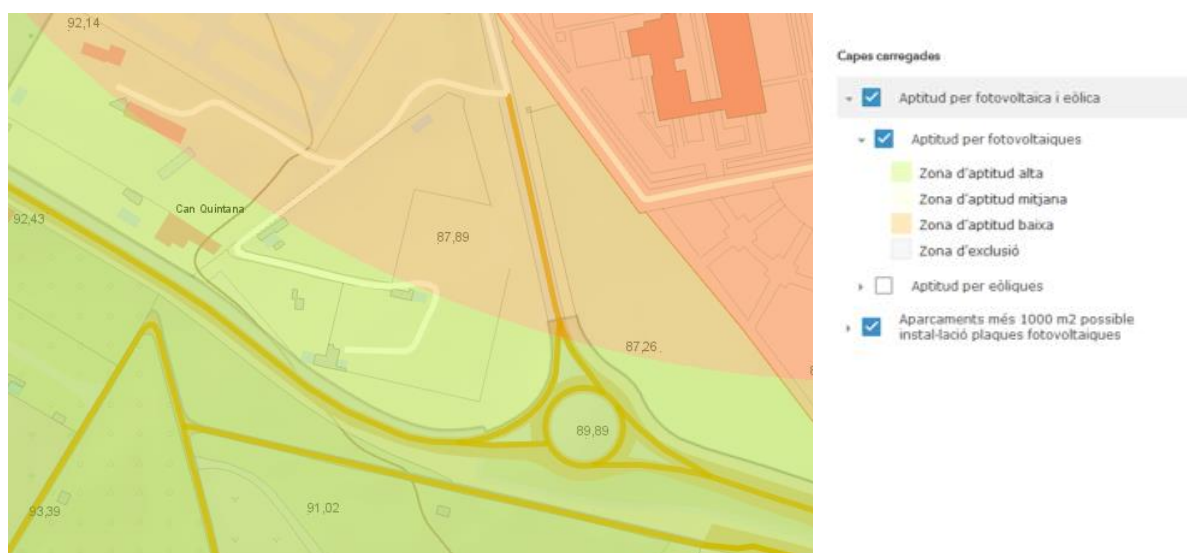 92,14
92,43
Can Quintana
87,89
87,26
89,89
91,02
93,39
Capes carregades
Aptitud per fotovoltaica i eòlica
Aptitud per fotovoltaiques
Zona d'aptitud alta
Zona d'aptitud mitjana
Zona d'aptitud baixa
Zona d'exclusió
Aptitud per eòliques
Aparcaments més 1000 m2 possible
instal·lació plaques fotovoltaiques